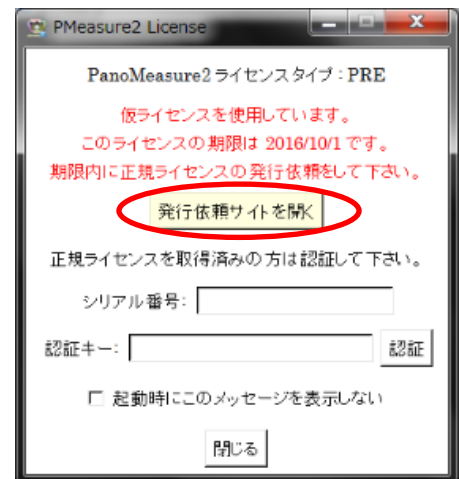 PMeasure2 License
PanoMeasure2 ライセンスタイプ : PRE
仮ライセンスを使用しています。
このライセンスの期限は 2016/10/1 です。
期限内に正規ライセンスの発行依頼をして下さい。
発行依頼サイトを開く
正規ライセンスを取得済みの方は認証して下さい。
シリアル番号:
認証キー: 認証
起動時にこのメッセージを表示しない
閉じる